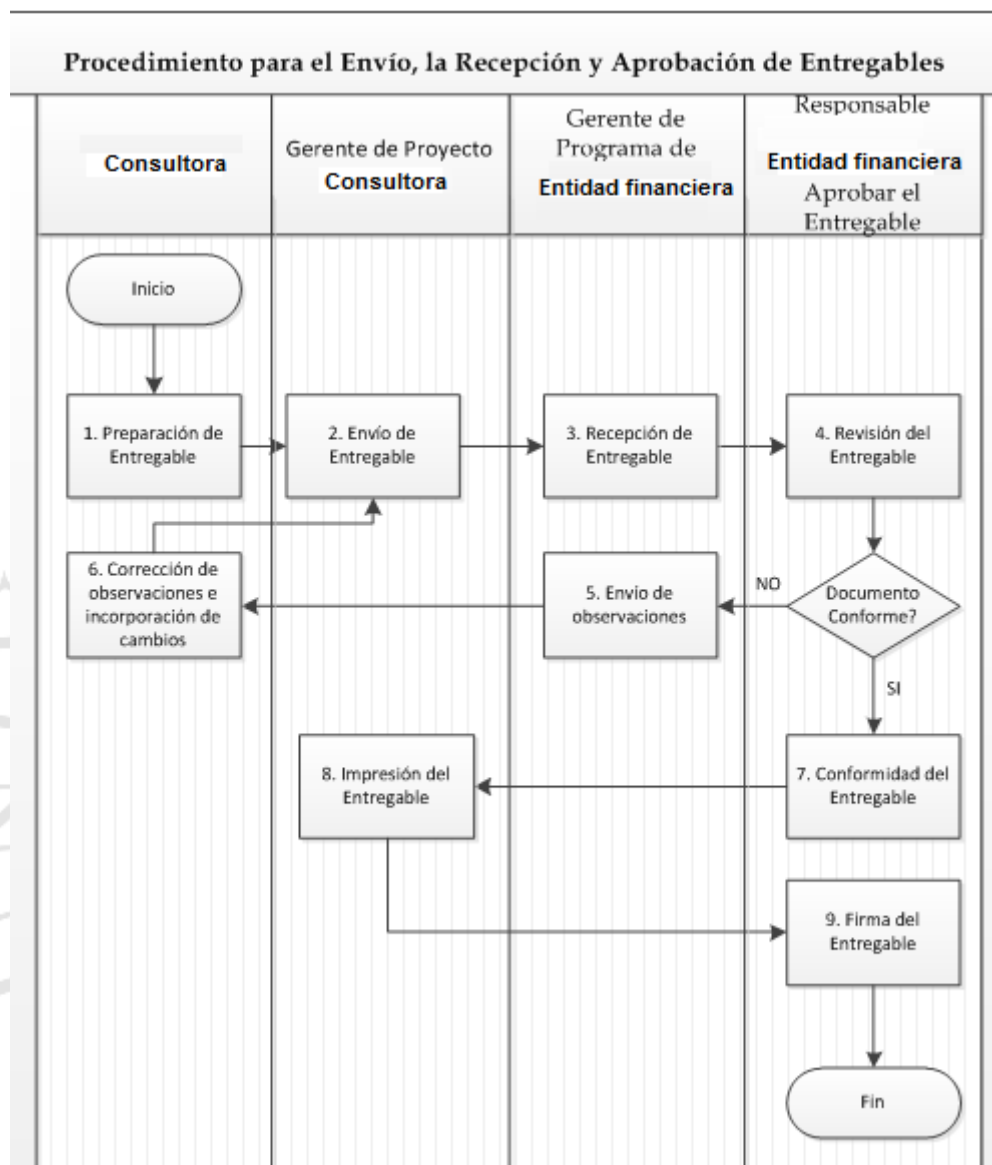 Procedimiento para el Envío, la Recepción y Aprobación de Entregables
Consultora
Gerente de Proyecto
Consultora
Gerente de
Programa de
Entidad financiera
Responsable
Entidad financiera
Aprobar el
Entregable
Inicio
1. Preparación de
Entregable
2. Envío de
Entregable
3. Recepción de
Entregable
4. Revisión del
Entregable
6. Corrección de
observaciones e
incorporación de
cambios
5. Envío de
observaciones
NO
Documento
Conforme?
SI
8. Impresión del
Entregable
7. Conformidad del
Entregable
9. Firma del
Entregable
Fin